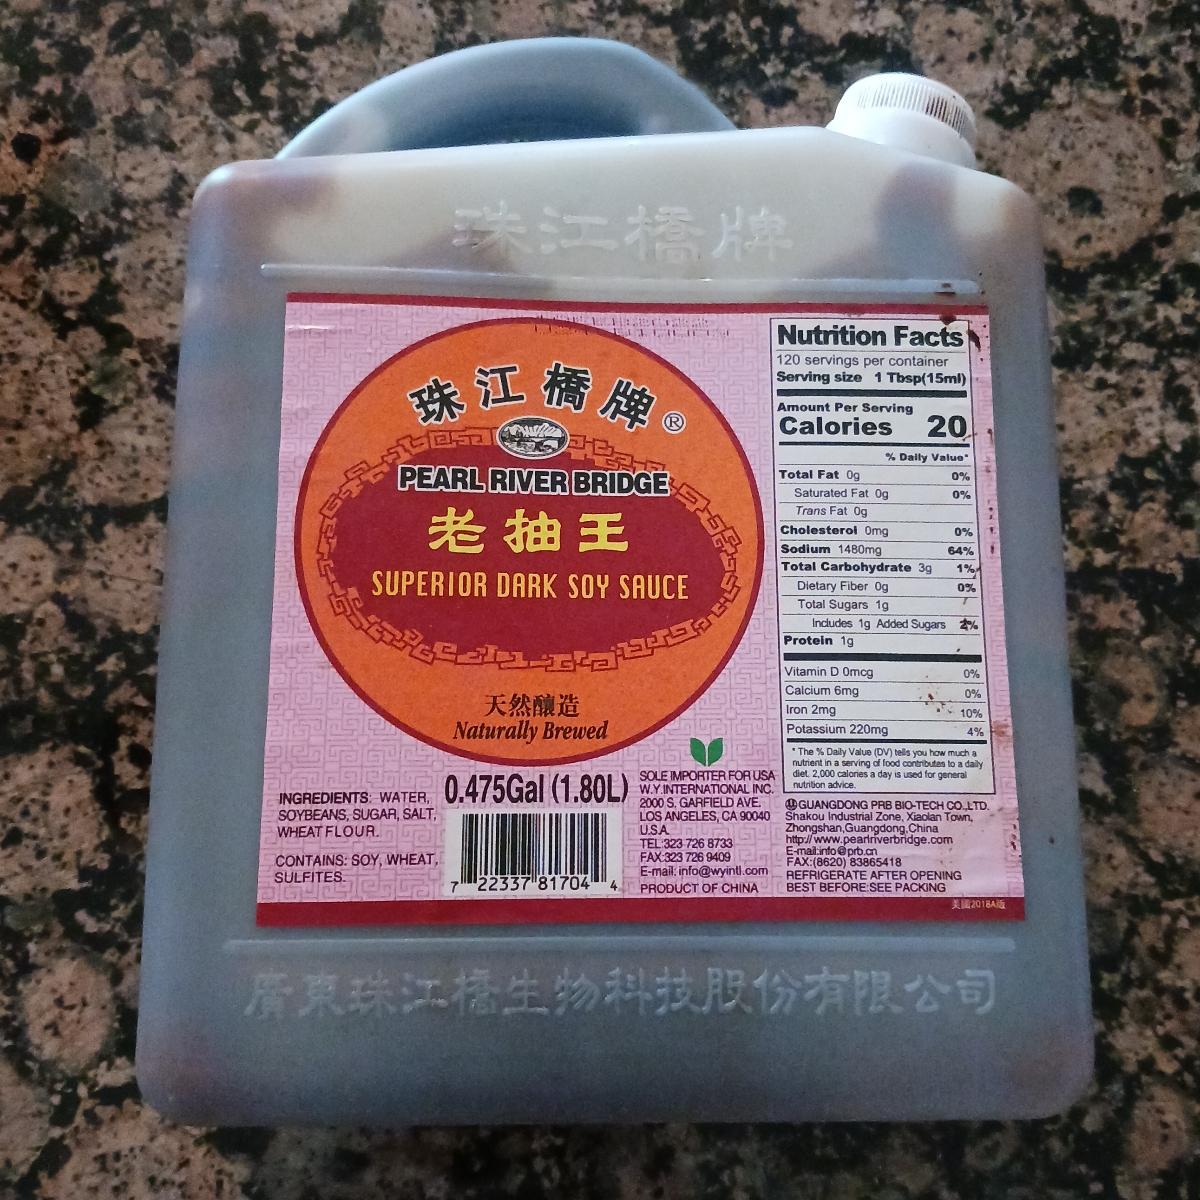 珠江橋牌
珠江橋牌®
PEARL RIVER BRIDGE
老抽王
SUPERIOR DARK SOY SAUCE
天然釀造
Naturally Brewed
0.475Gal (1.80L)
INGREDIENTS: WATER,
SOYBEANS, SUGAR, SALT,
WHEAT FLOUR.
CONTAINS: SOY, WHEAT,
SULFITES.
7 22337 81704 4
SOLE IMPORTER FOR USA
W.Y.INTERNATIONAL INC.
2000 S. GARFIELD AVE.
LOS ANGELES, CA 90040
U.S.A.
TEL:323 726 8733
FAX:323 726 9409
E-mail: info@wyintl.com
PRODUCT OF CHINA
Nutrition Facts
120 servings per container
Serving size 1 Tbsp(15ml)
Amount Per Serving
Calories 20
% Daily Value*
Total Fat 0g 0%
Saturated Fat 0g 0%
Trans Fat 0g
Cholesterol 0mg 0%
Sodium 1480mg 64%
Total Carbohydrate 3g 1%
Dietary Fiber 0g 0%
Total Sugars 1g
Includes 1g Added Sugars
Protein 1g
Vitamin D 0mcg 0%
Calcium 6mg 0%
Iron 2mg 10%
Potassium 220mg 4%
* The % Daily Value (DV) tells you how much a
nutrient in a serving of food contributes to a daily
diet. 2,000 calories a day is used for general
nutrition advice.
GUANGDONG PRB BIO-TECH CO.,LTD.
Shakou Industrial Zone, Xiaolan Town,
Zhongshan,Guangdong,China
http://www.pearlriverbridge.com
E-mail:info@prb.cn
FAX:(8620) 83865418
REFRIGERATE AFTER OPENING
BEST BEFORE:SEE PACKING
美國2018A版
廣東珠江橋生物科技股份有限公司